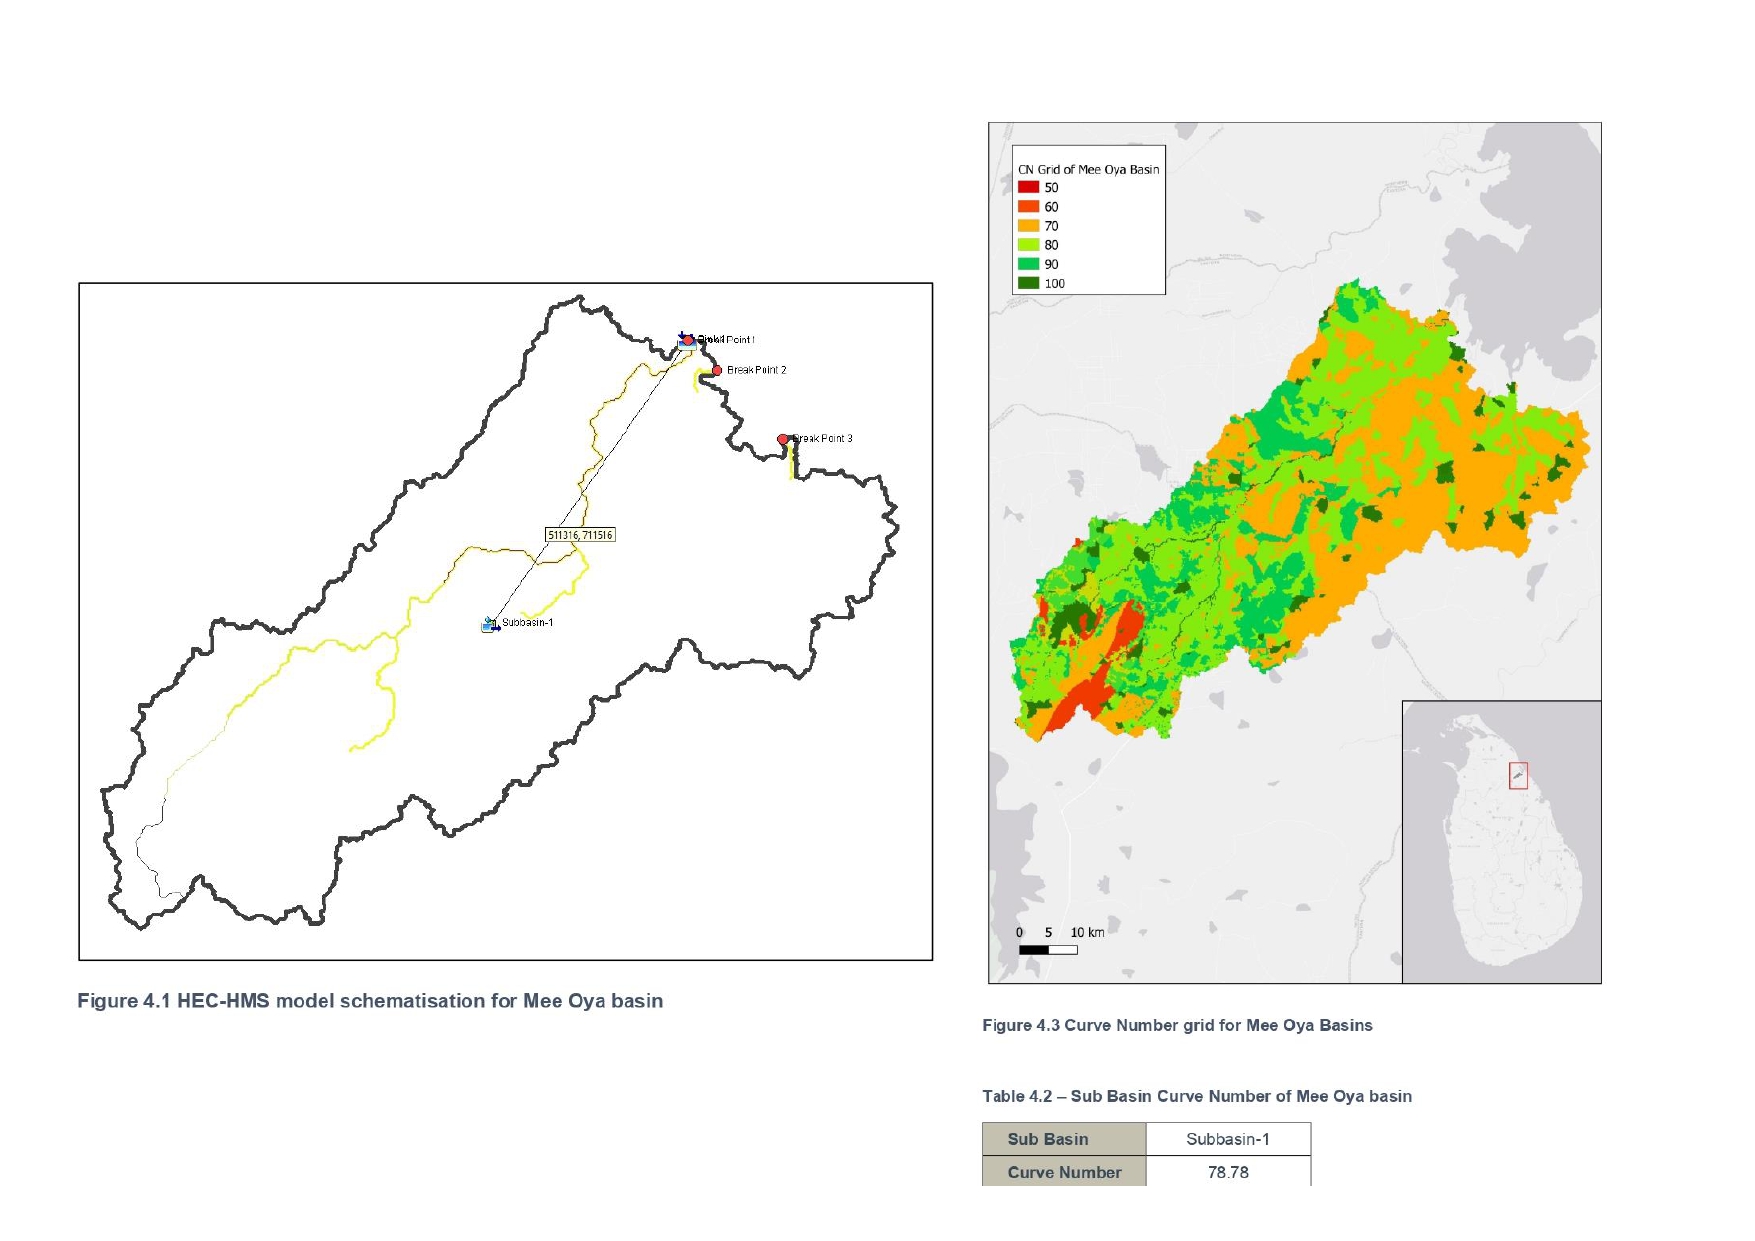 Point 1
Break Point 2
Break Point 3
511316, 711516
Subbasin-1
Figure 4.1 HEC-HMS model schematisation for Mee Oya basin
CN Grid of Mee Oya Basin
50
60
70
80
90
100
0 5 10 km
Figure 4.3 Curve Number grid for Mee Oya Basins
Table 4.2 – Sub Basin Curve Number of Mee Oya basin
Sub Basin Subbasin-1
Curve Number 78.78